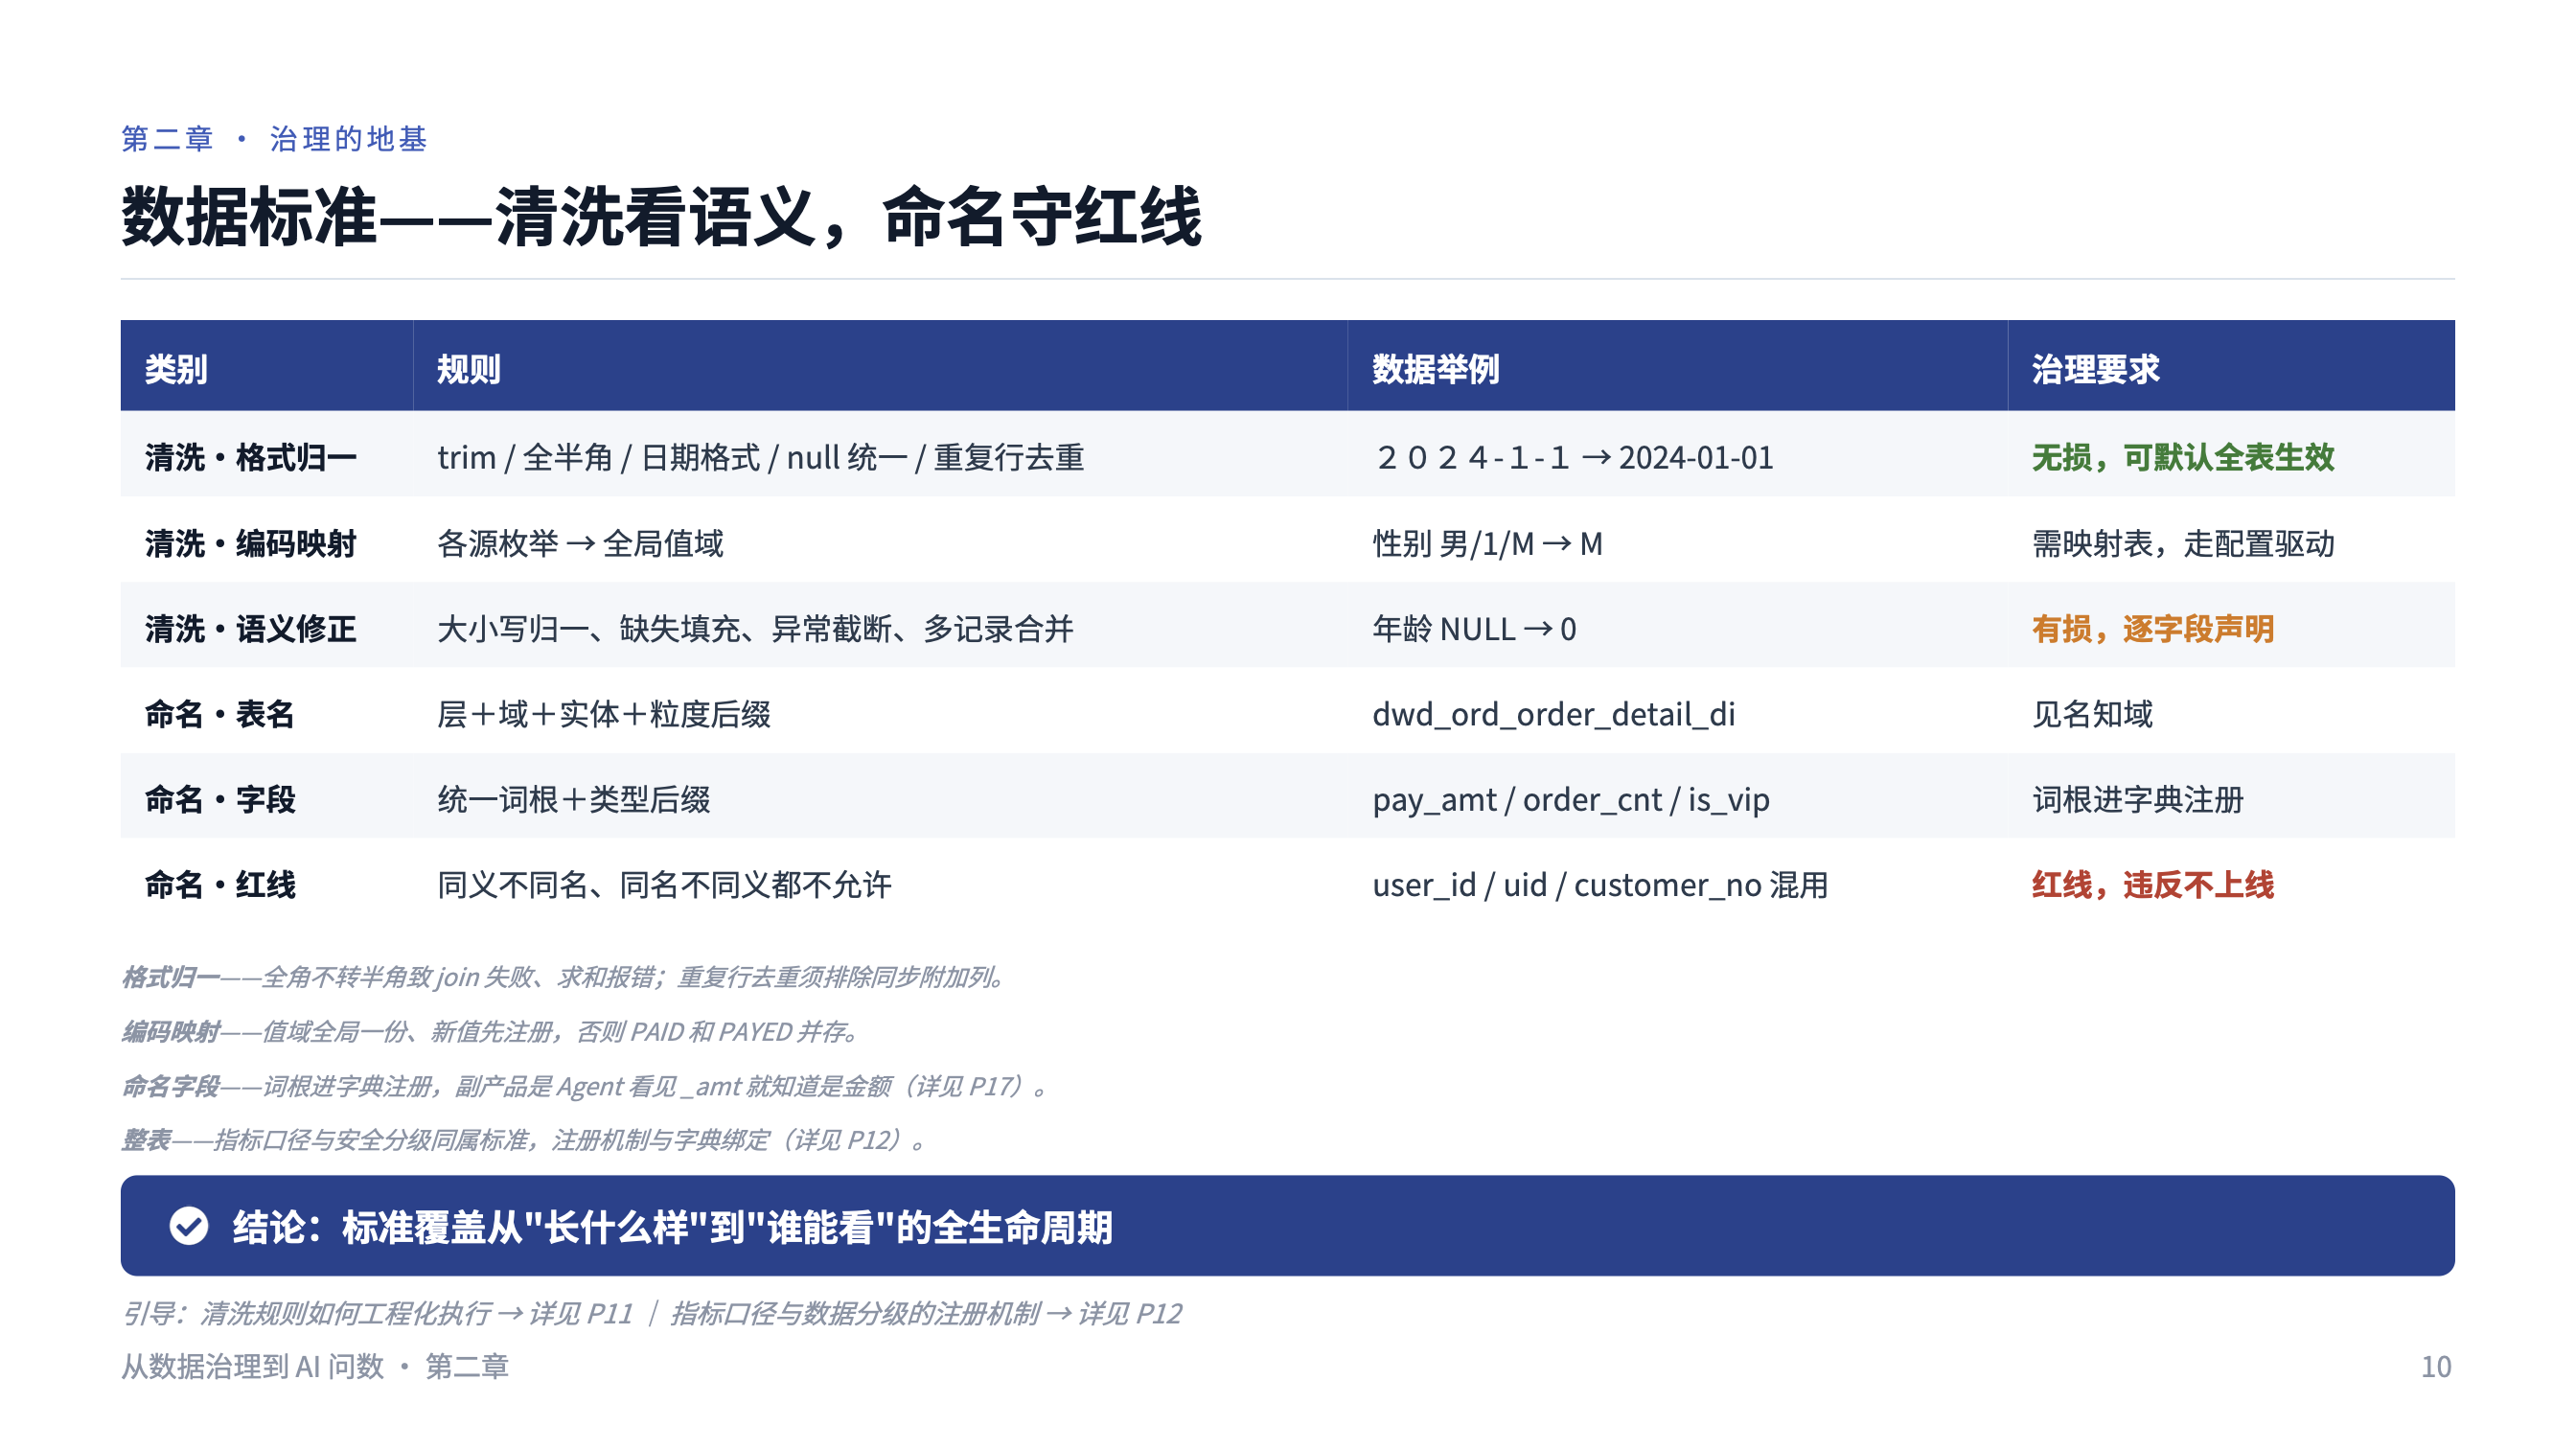 第二章 · 治理的地基
数据标准——清洗看语义，命名守红线
类别 规则 数据举例 治理要求
清洗·格式归一 trim / 全半角 / 日期格式 / null 统一 / 重复行去重 ２０２４-１-１ → 2024-01-01 无损，可默认全表生效
清洗·编码映射 各源枚举 → 全局值域 性别 男/1/M → M 需映射表，走配置驱动
清洗·语义修正 大小写归一、缺失填充、异常截断、多记录合并 年龄 NULL → 0 有损，逐字段声明
命名·表名 层＋域＋实体＋粒度后缀 dwd_ord_order_detail_di 见名知域
命名·字段 统一词根＋类型后缀 pay_amt / order_cnt / is_vip 词根进字典注册
命名·红线 同义不同名、同名不同义都不允许 user_id / uid / customer_no 混用 红线，违反不上线
格式归一——全角不转半角致 join 失败、求和报错；重复行去重须排除同步附加列。
编码映射——值域全局一份、新值先注册，否则 PAID 和 PAYED 并存。
命名字段——词根进字典注册，副产品是 Agent 看见 _amt 就知道是金额（详见 P17）。
整表——指标口径与安全分级同属标准，注册机制与字典绑定（详见 P12）。
结论：标准覆盖从"长什么样"到"谁能看"的全生命周期
引导：清洗规则如何工程化执行 → 详见 P11 ｜ 指标口径与数据分级的注册机制 → 详见 P12
从数据治理到 AI 问数 · 第二章 10